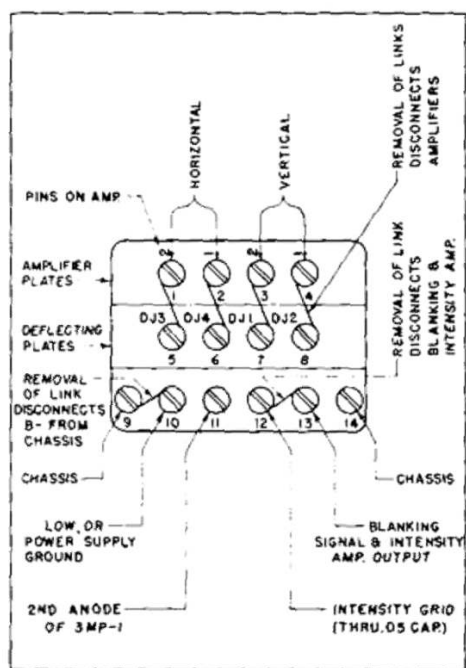 HORIZONTAL
VERTICAL
REMOVAL OF LINKS
DISCONNECTS
AMPLIFIERS
PINS ON AMP.
2 1 2 1
REMOVAL OF LINK
DISCONNECTS
BLANKING &
INTENSITY AMP.
AMPLIFIER
PLATES
1 2 3 4
DJ3 DJ4 DJ1 DJ2
DEFLECTING
PLATES
5 6 7 8
REMOVAL
OF LINK
DISCONNECTS
B- FROM
CHASSIS
9 10 11 12 13 14
CHASSIS
CHASSIS
LOW, OR
POWER SUPPLY
GROUND
BLANKING
SIGNAL & INTENSITY
AMP. OUTPUT
2ND ANODE
OF 3MP-1
INTENSITY GRID
(THRU .05 CAP.)